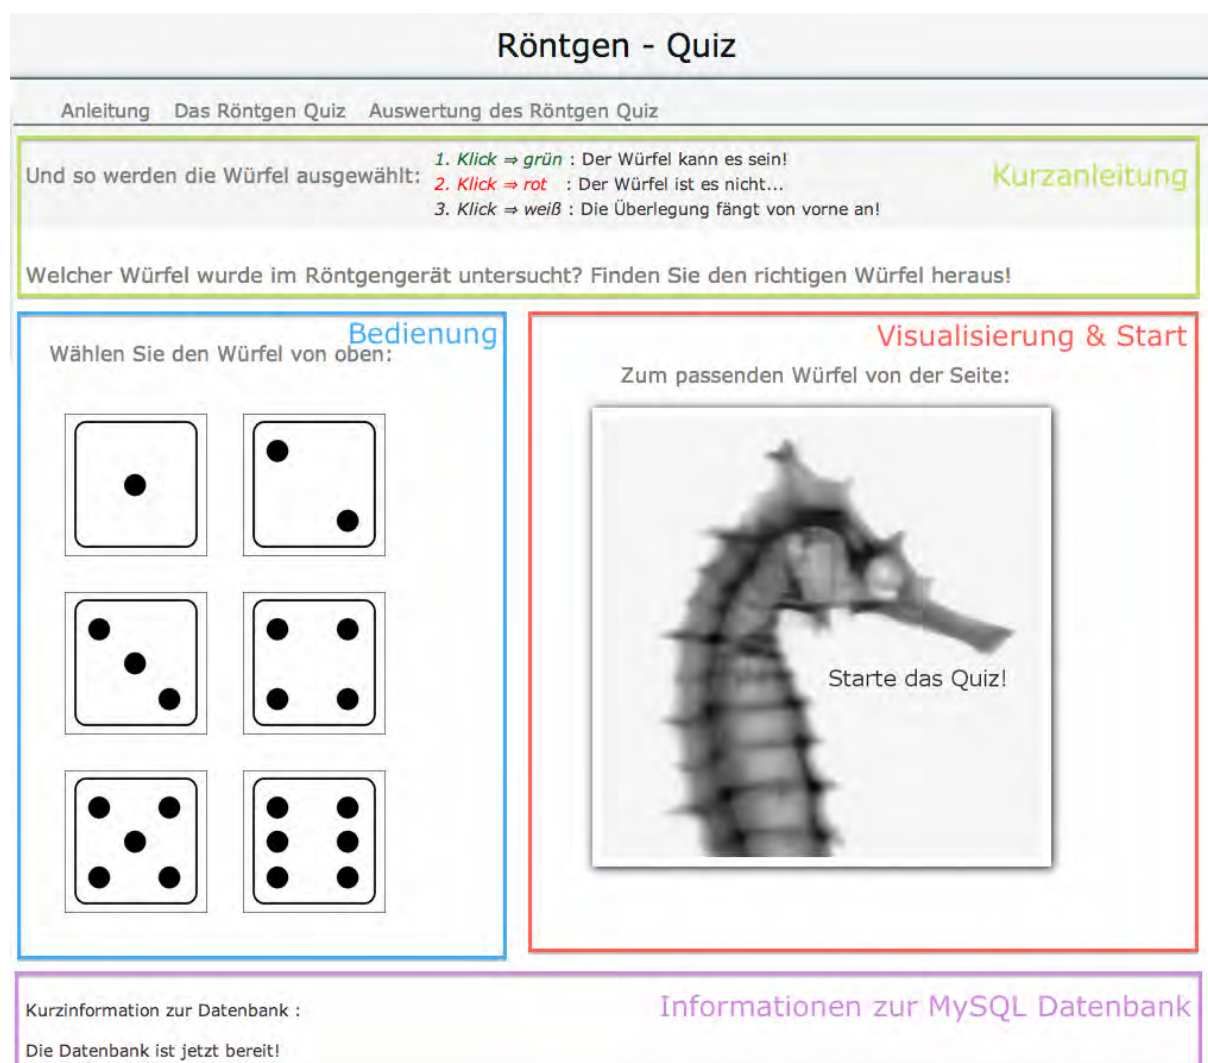 Röntgen - Quiz
Anleitung Das Röntgen Quiz Auswertung des Röntgen Quiz
Und so werden die Würfel ausgewählt:
1. Klick ⇒ grün : Der Würfel kann es sein!
2. Klick ⇒ rot : Der Würfel ist es nicht...
3. Klick ⇒ weiß : Die Überlegung fängt von vorne an!
Kurzanleitung
Welcher Würfel wurde im Röntgengerät untersucht? Finden Sie den richtigen Würfel heraus!
Bedienung
Wählen Sie den Würfel von oben:
Visualisierung & Start
Zum passenden Würfel von der Seite:
Starte das Quiz!
Informationen zur MySQL Datenbank
Kurzinformation zur Datenbank :
Die Datenbank ist jetzt bereit!